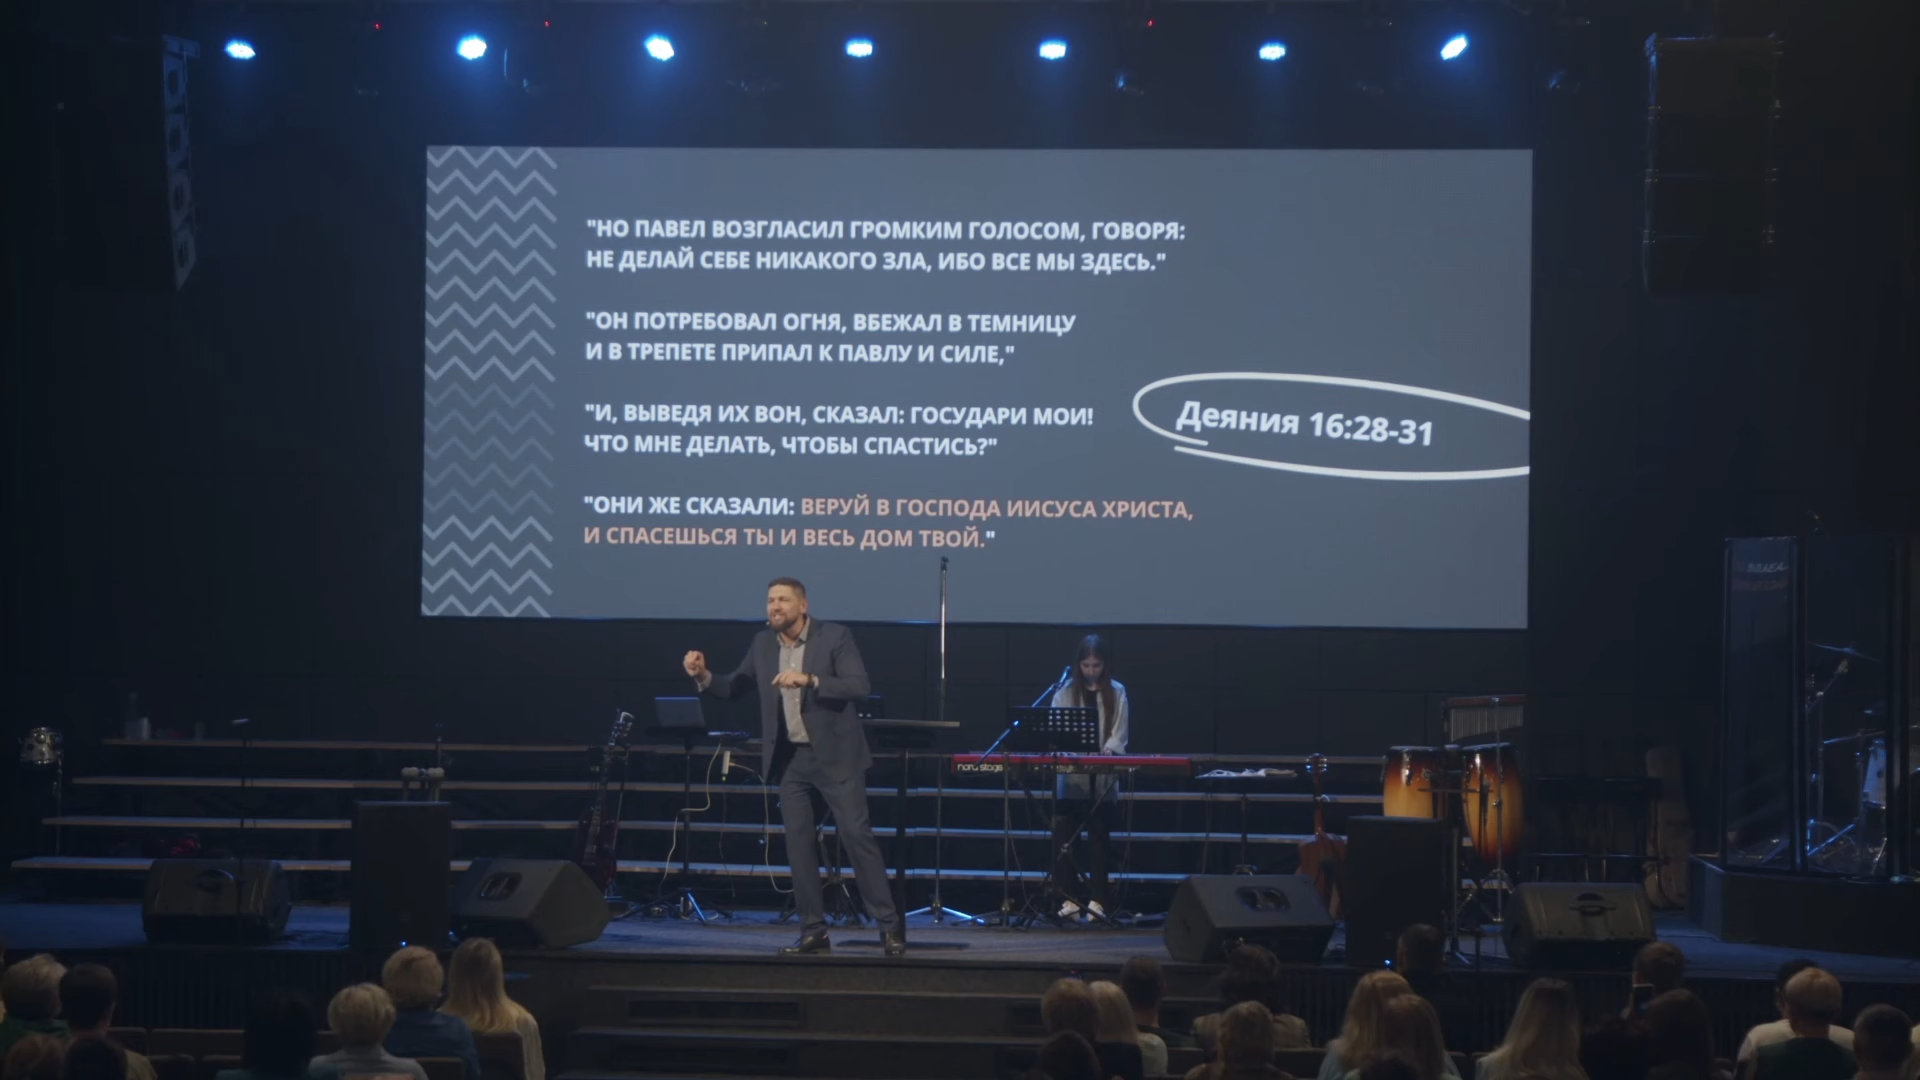 "НО ПАВЕЛ ВОЗГЛАСИЛ ГРОМКИМ ГОЛОСОМ, ГОВОРЯ:
НЕ ДЕЛАЙ СЕБЕ НИКАКОГО ЗЛА, ИБО ВСЕ МЫ ЗДЕСЬ."
"ОН ПОТРЕБОВАЛ ОГНЯ, ВБЕЖАЛ В ТЕМНИЦУ
И В ТРЕПЕТЕ ПРИПАЛ К ПАВЛУ И СИЛЕ,"
"И, ВЫВЕДЯ ИХ ВОН, СКАЗАЛ: ГОСУДАРИ МОИ!
ЧТО МНЕ ДЕЛАТЬ, ЧТОБЫ СПАСТИСЬ?"
Деяния 16:28-31
"ОНИ ЖЕ СКАЗАЛИ: ВЕРУЙ В ГОСПОДА ИИСУСА ХРИСТА,
И СПАСЕШЬСЯ ТЫ И ВЕСЬ ДОМ ТВОЙ."
nord stage